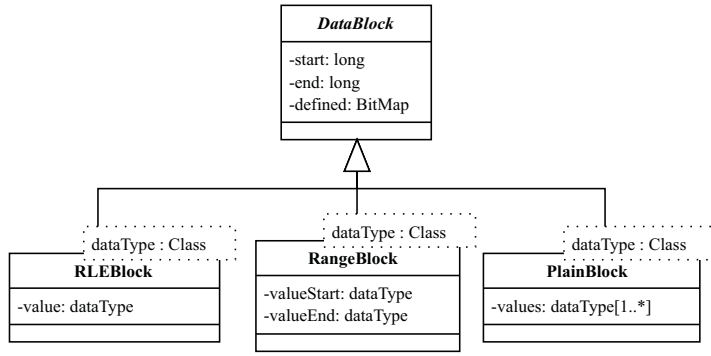 DataBlock
-start: long
-end: long
-defined: BitMap
dataType : Class
RLEBlock
-value: dataType
dataType : Class
RangeBlock
-valueStart: dataType
-valueEnd: dataType
dataType : Class
PlainBlock
-values: dataType[1..*]